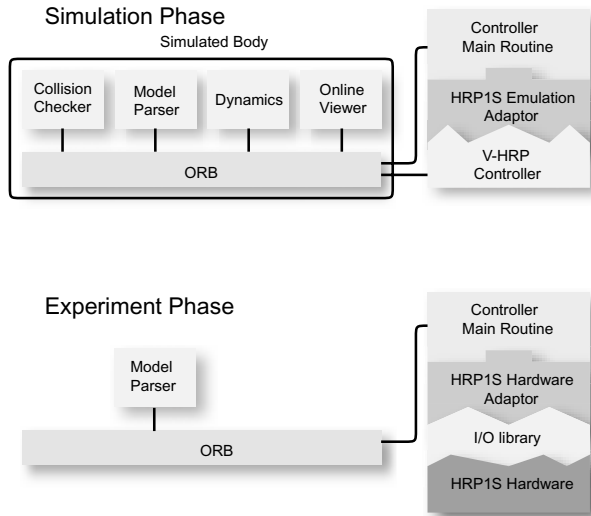 Simulation Phase
Simulated Body
Collision
Checker
Model
Parser
Dynamics
Online
Viewer
ORB
Controller
Main Routine
HRP1S Emulation
Adaptor
V-HRP
Controller
Experiment Phase
Model
Parser
ORB
Controller
Main Routine
HRP1S Hardware
Adaptor
I/O library
HRP1S Hardware